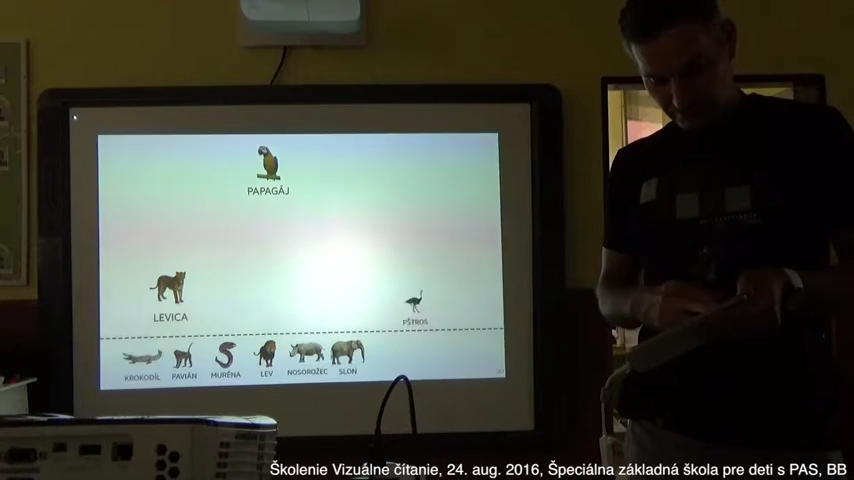 PAPAGÁJ
LEVICA
PŠTROS
KROKODÍL PAVIÁN MURÉNA LEV NOSOROŽEC SLON
Školenie Vizuálne čítanie, 24. aug. 2016, Špeciálna základná škola pre deti s PAS, BB